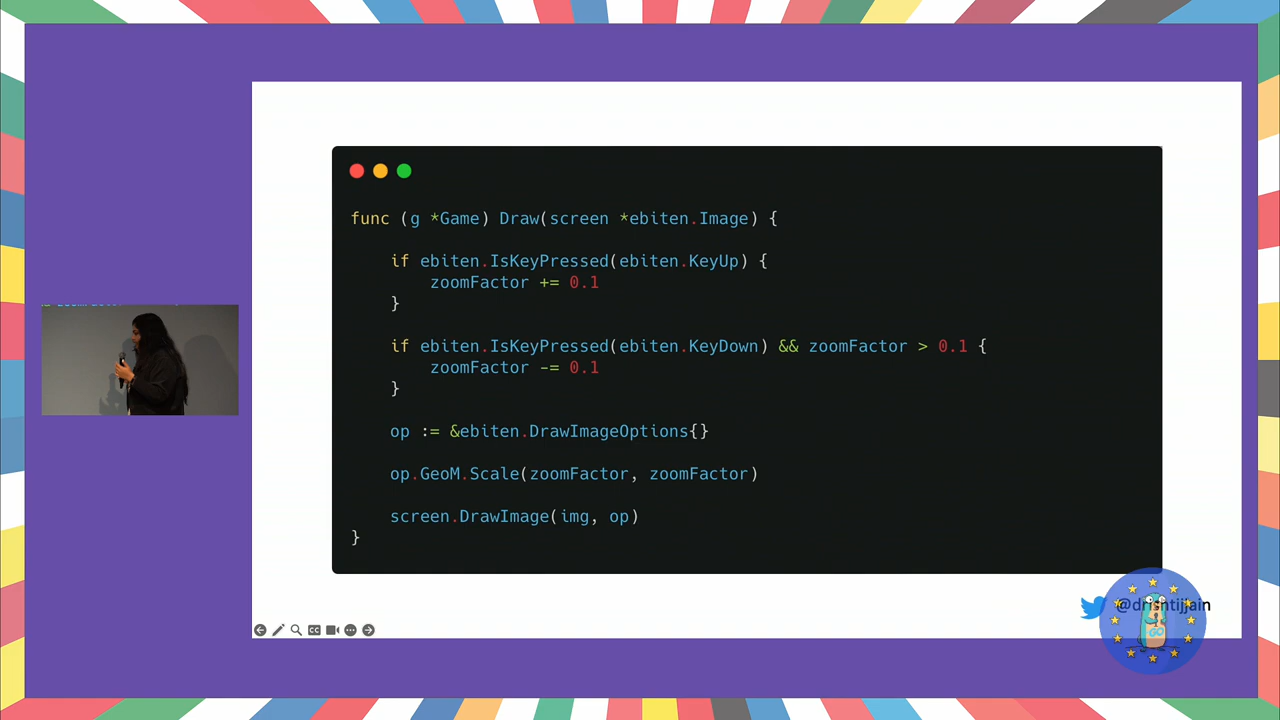 func (g *Game) Draw(screen *ebiten.Image) {
if ebiten.IsKeyPressed(ebiten.KeyUp) {
zoomFactor += 0.1
}
if ebiten.IsKeyPressed(ebiten.KeyDown) && zoomFactor > 0.1 {
zoomFactor -= 0.1
}
op := &ebiten.DrawImageOptions{}
op.GeoM.Scale(zoomFactor, zoomFactor)
screen.DrawImage(img, op)
}
@drishtijjain
GO
CC